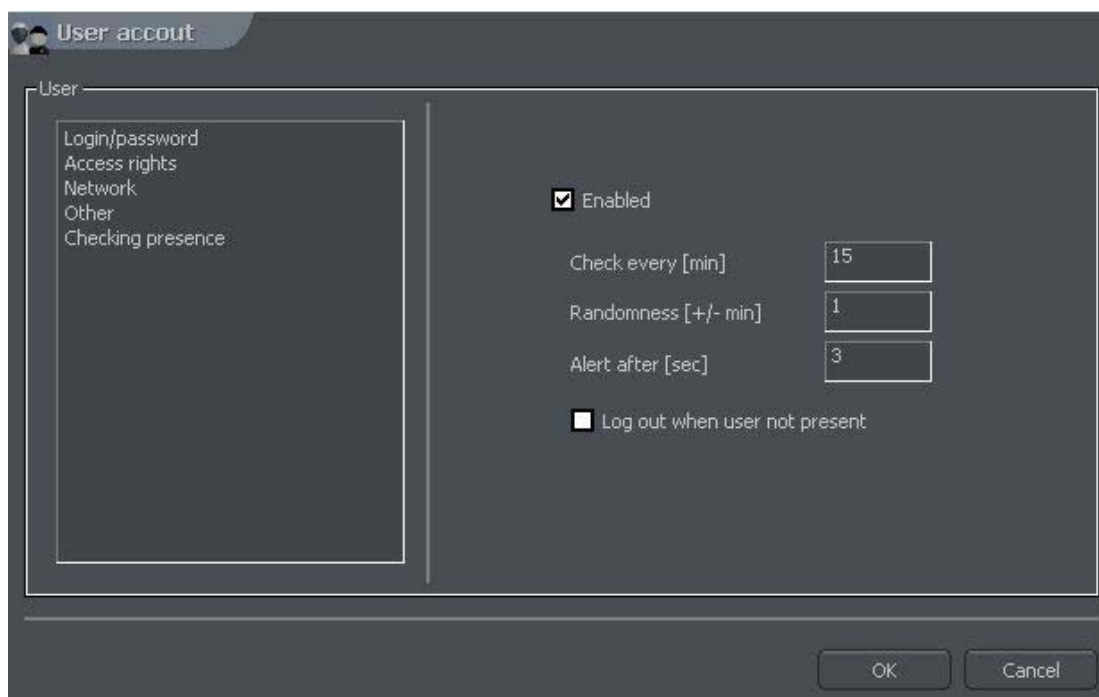 User accout
User
Login/password
Access rights
Network
Other
Checking presence
Enabled
Check every [min] 15
Randomness [+/- min] 1
Alert after [sec] 3
Log out when user not present
OK Cancel